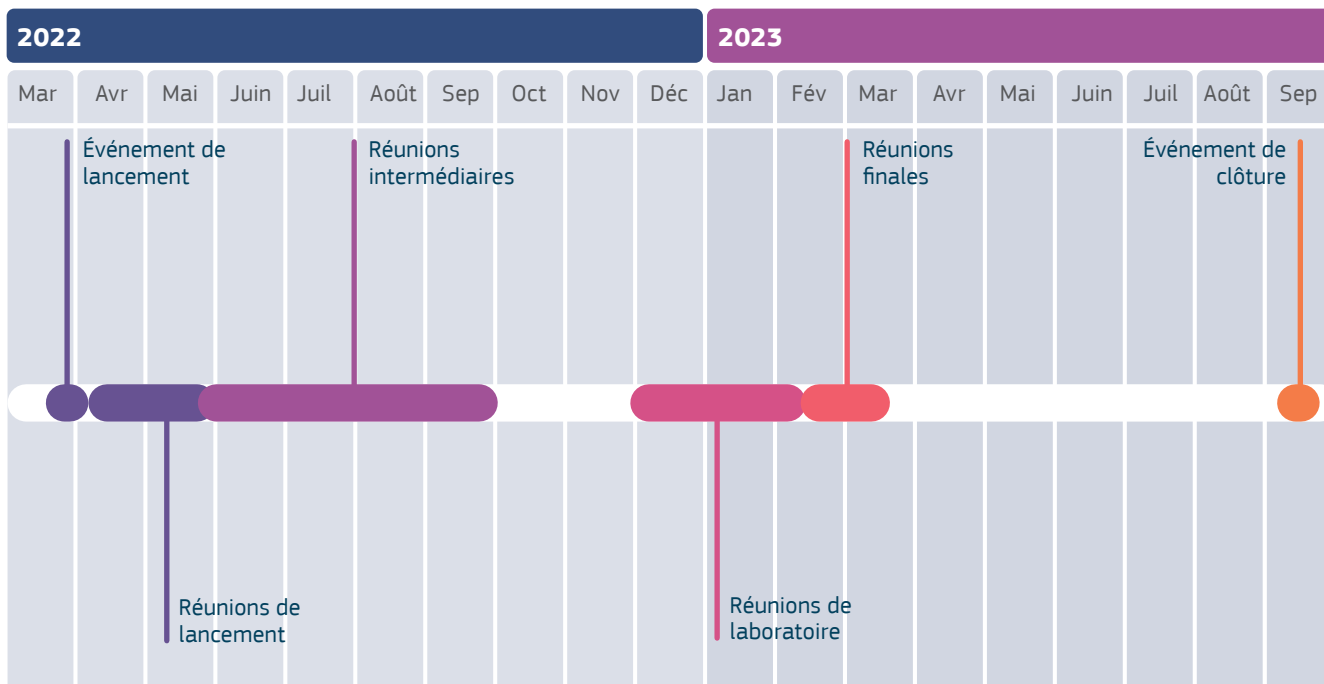 2022
2023
Mar
Avr
Mai
Juin
Juil
Août
Sep
Oct
Nov
Déc
Jan
Fév
Mar
Avr
Mai
Juin
Juil
Août
Sep
Événement de
lancement
Réunions
intermédiaires
Réunions
finales
Événement de
clôture
Réunions de
lancement
Réunions de
laboratoire